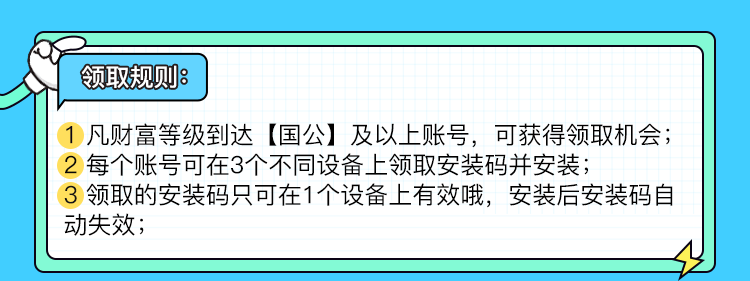 领取规则：
1 凡财富等级到达【国公】及以上账号，可获得领取机会；
2 每个账号可在3个不同设备上领取安装码并安装；
3 领取的安装码只可在1个设备上有效哦，安装后安装码自
动失效；